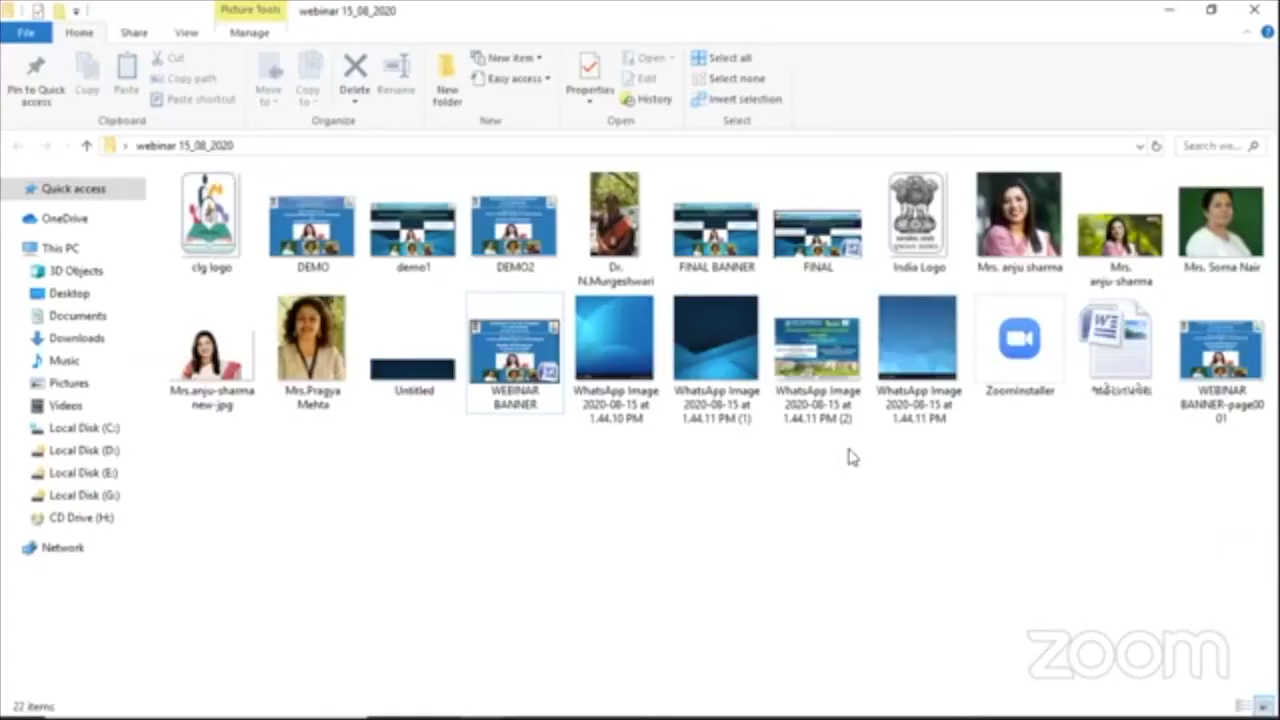 Picture Tools
webinar 15_08_2020
File
Home
Share
View
Manage
Pin to Quick access
Copy
Paste
Cut
Copy path
Paste shortcut
Clipboard
Move to
Copy to
Delete
Rename
Organize
New folder
New item
Easy access
New
Properties
Open
Edit
History
Open
Select all
Select none
Invert selection
Select
webinar 15_08_2020
Search we...
Quick access
OneDrive
This PC
3D Objects
Desktop
Documents
Downloads
Music
Pictures
Videos
Local Disk (C:)
Local Disk (D:)
Local Disk (E:)
Local Disk (G:)
CD Drive (H:)
Network
clg logo
DEMO
demo1
DEMO2
Dr.
N.Murgeshwari
FINAL BANNER
FINAL
India Logo
Mrs. anju sharma
Mrs.
anju-sharma
Mrs. Soma Nair
Mrs.anju-sharma
new-jpg
Mrs.Pragya
Mehta
Untitled
WEBINAR
BANNER
WhatsApp Image
2020-08-15 at
1.44.10 PM
WhatsApp Image
2020-08-15 at
1.44.11 PM (1)
WhatsApp Image
2020-08-15 at
1.44.11 PM (2)
WhatsApp Image
2020-08-15 at
1.44.11 PM
ZoomInstaller
WEBINAR
BANNER-page00
01
zoom
22 items